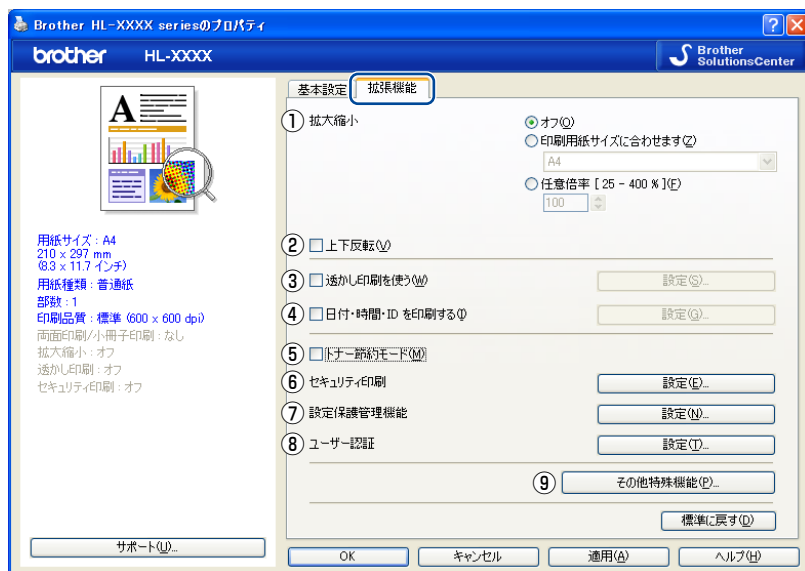 Brother HL-XXXX seriesのプロパティ
brother HL-XXXX
Brother
SolutionsCenter
A
用紙サイズ : A4
210 x 297 mm
(8.3 x 11.7 インチ)
用紙種類 : 普通紙
部数 : 1
印刷品質 : 標準 (600 x 600 dpi)
両面印刷/小冊子印刷 : なし
拡大縮小 : オフ
透かし印刷 : オフ
セキュリティ印刷 : オフ
サポート(U)...
基本設定 拡張機能
① 拡大縮小
オフ(O)
印刷用紙サイズに合わせます(Z)
A4
任意倍率 [ 25 - 400 % ](F)
100
② 上下反転(V)
③ 透かし印刷を使う(W) 設定(S)...
④ 日付・時間・ID を印刷する(I) 設定(G)...
⑤ トナー節約モード(M)
⑥ セキュリティ印刷 設定(E)...
⑦ 設定保護管理機能 設定(N)...
⑧ ユーザー認証 設定(T)...
⑨ その他特殊機能(P)...
標準に戻す(D)
OK キャンセル 適用(A) ヘルプ(H)